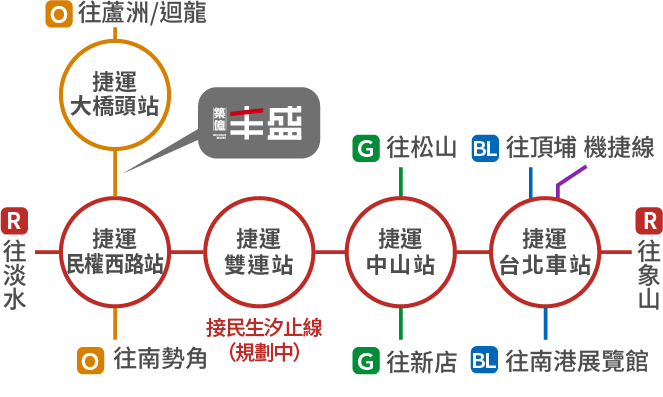 O 往蘆洲/迴龍
捷運
大橋頭站
築億
丰盛
G 往松山
BL 往頂埔 機捷線
R
往淡水
捷運
民權西路站
捷運
雙連站
捷運
中山站
捷運
台北車站
R
往象山
接民生汐止線
(規劃中)
O 往南勢角
G 往新店
BL 往南港展覽館